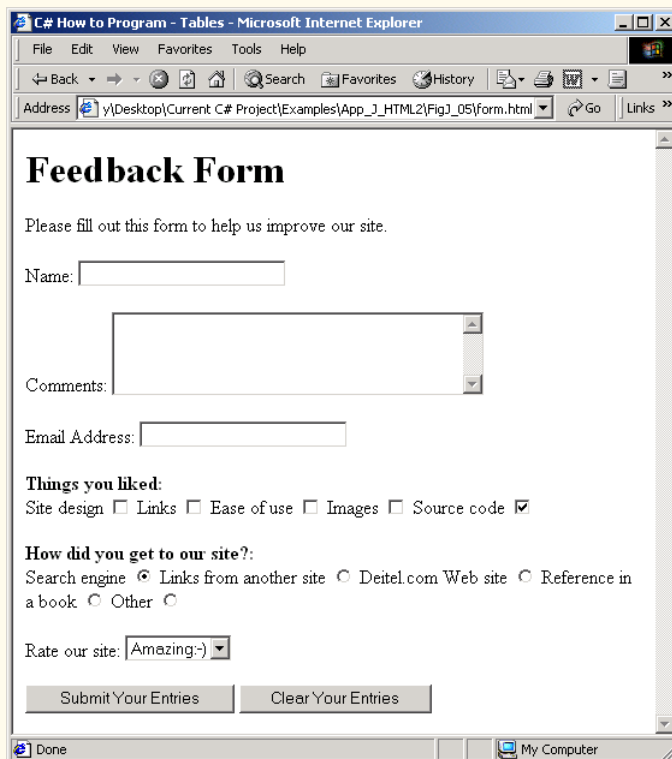 C# How to Program - Tables - Microsoft Internet Explorer
File Edit View Favorites Tools Help
Back Search Favorites History W »
Address y\Desktop\Current C# Project\Examples\App_J_HTML2\FigJ_05\form.html Go Links »
Feedback Form
Please fill out this form to help us improve our site.
Name:
Comments:
Email Address:
Things you liked:
Site design Links Ease of use Images Source code
How did you get to our site?:
Search engine Links from another site Deitel.com Web site Reference in
a book Other
Rate our site: Amazing:-)
Submit Your Entries Clear Your Entries
Done My Computer